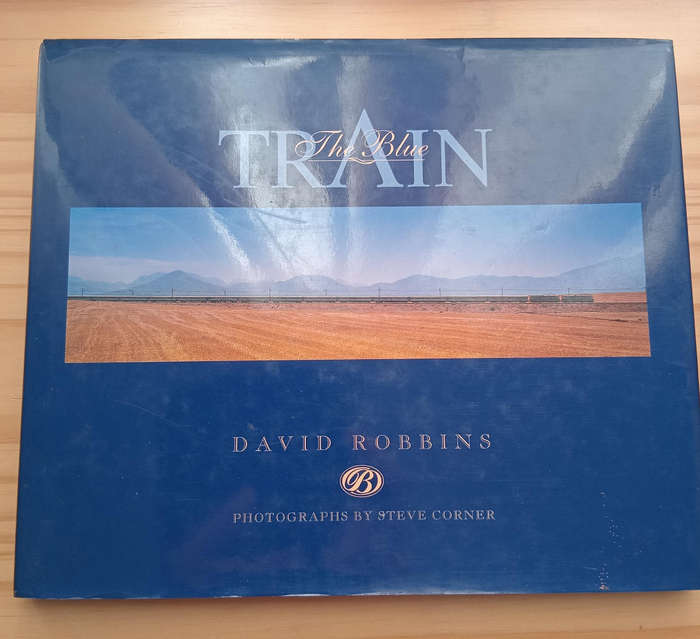 The Blue
TRAIN
DAVID ROBBINS
B
PHOTOGRAPHS BY STEVE CORNER